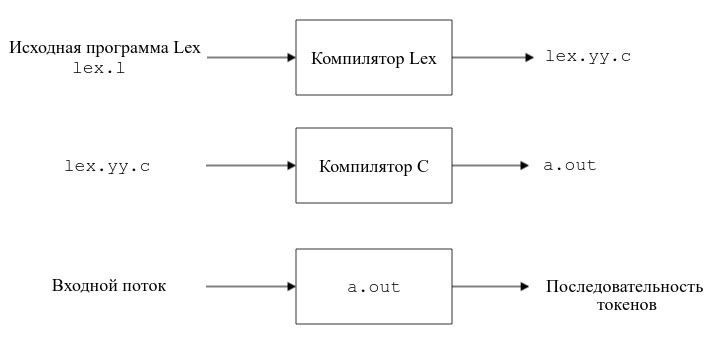 Исходная программа Lex
lex.l
Компилятор Lex
lex.yy.c
lex.yy.c
Компилятор C
a.out
Входной поток
a.out
Последовательность
токенов